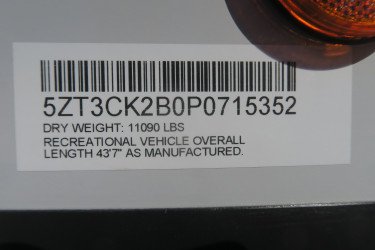 5ZT3CK2B0P0715352
DRY WEIGHT: 11090 LBS
RECREATIONAL VEHICLE OVERALL
LENGTH 43'7" AS MANUFACTURED.